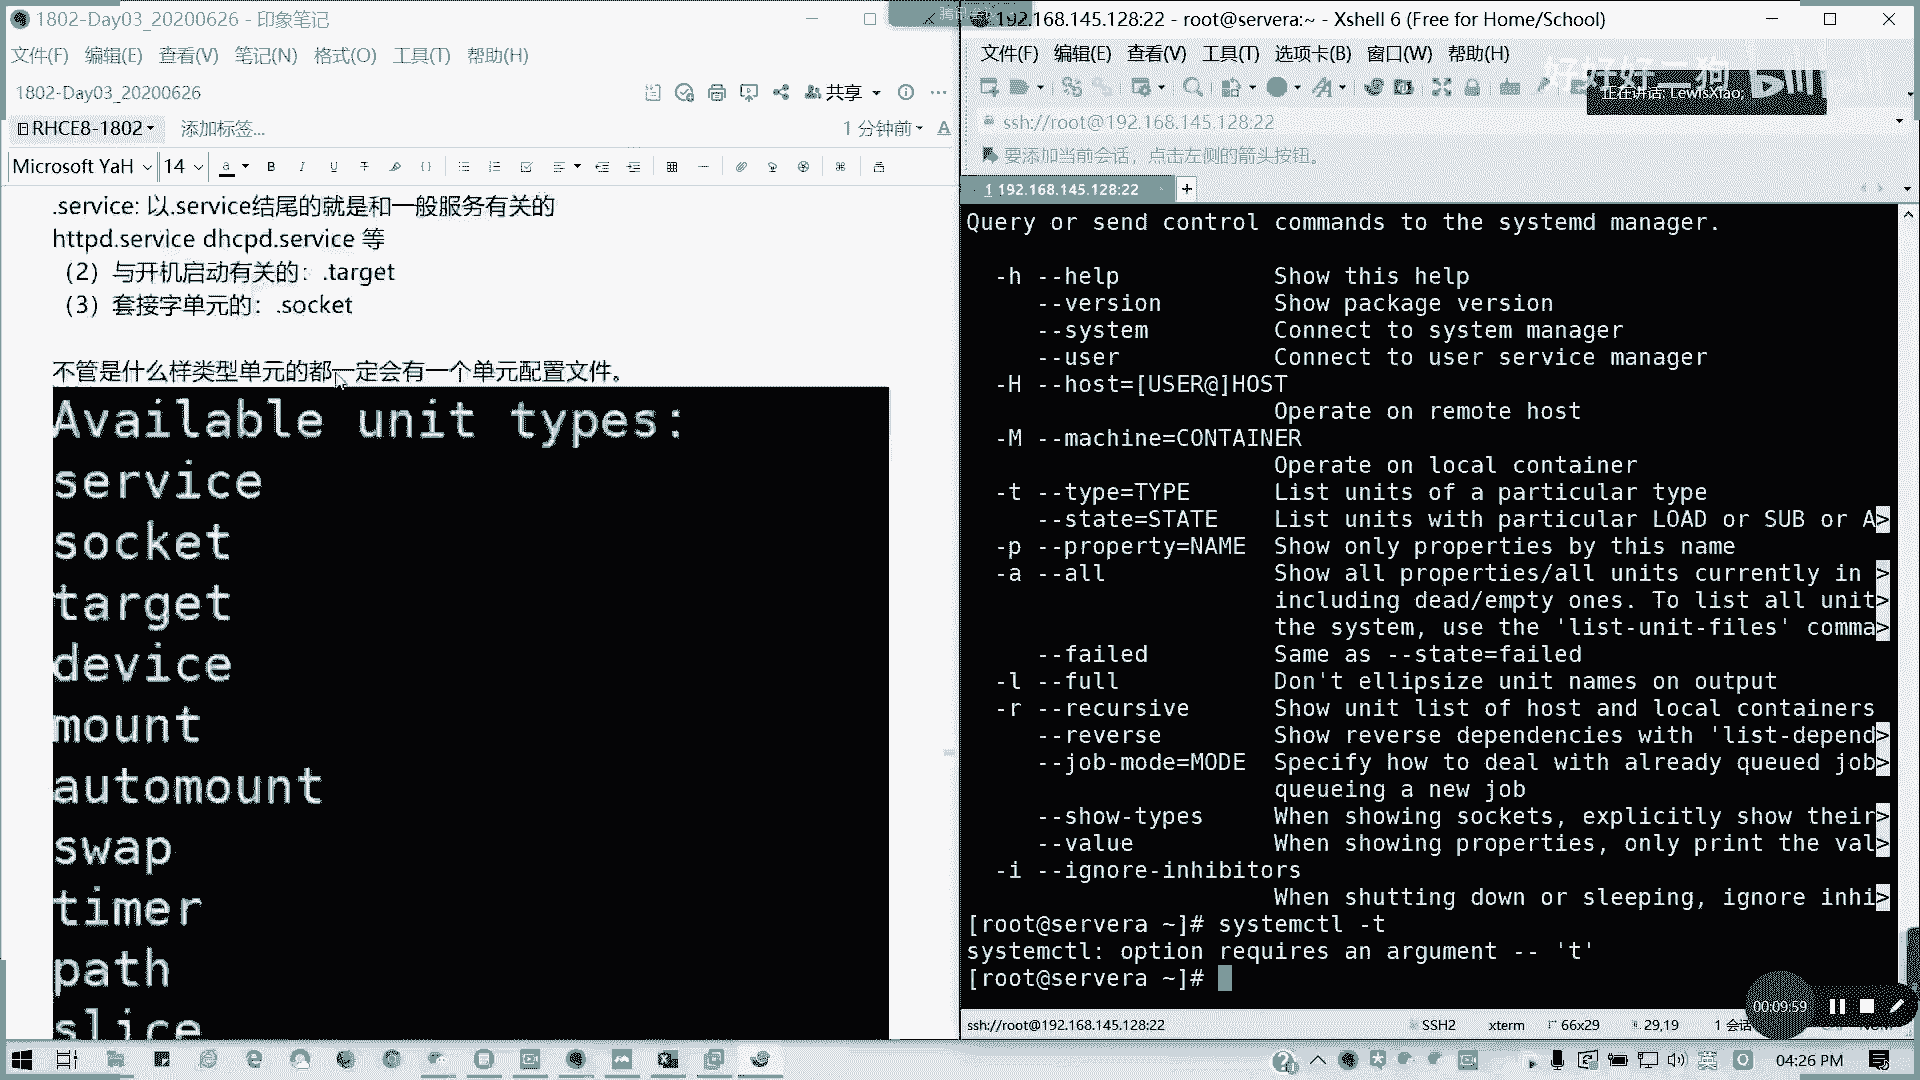 1802-Day03_20200626 - 印象笔记
文件(F) 编辑(E) 查看(V) 笔记(N) 格式(O) 工具(T) 帮助(H)
1802-Day03_20200626
共享
RHCE8-1802
添加标签...
1 分钟前
Microsoft YaH
14
.service: 以.service结尾的就是和一般服务有关的
httpd.service dhcpd.service 等
（2）与开机启动有关的：.target
（3）套接字单元的：.socket
不管是什么样类型单元的都一定会有一个单元配置文件。
Available unit types:
service
socket
target
device
mount
automount
swap
timer
path
slice
192.168.145.128:22 - root@servera:~ - Xshell 6 (Free for Home/School)
文件(F) 编辑(E) 查看(V) 工具(T) 选项卡(B) 窗口(W) 帮助(H)
好好好二狗
正在讲话: LewisXiao;
ssh://root@192.168.145.128:22
要添加当前会话，点击左侧的箭头按钮。
1 192.168.145.128:22
Query or send control commands to the systemd manager.
-h --help Show this help
--version Show package version
--system Connect to system manager
--user Connect to user service manager
-H --host=[USER@]HOST
Operate on remote host
-M --machine=CONTAINER
Operate on local container
-t --type=TYPE List units of a particular type
--state=STATE List units with particular LOAD or SUB or A>
-p --property=NAME Show only properties by this name
-a --all Show all properties/all units currently in >
including dead/empty ones. To list all unit>
the system, use the 'list-unit-files' comma>
--failed Same as --state=failed
-l --full Don't ellipsize unit names on output
-r --recursive Show unit list of host and local containers
--reverse Show reverse dependencies with 'list-depend>
--job-mode=MODE Specify how to deal with already queued job>
queueing a new job
--show-types When showing sockets, explicitly show their>
--value When showing properties, only print the val>
-i --ignore-inhibitors
When shutting down or sleeping, ignore inhi>
[root@servera ~]# systemctl -t
systemctl: option requires an argument -- 't'
[root@servera ~]#
00:09:59
ssh://root@192.168.145.128:22
SSH2
xterm
66x29
29,19
1 会话
英
04:26 PM